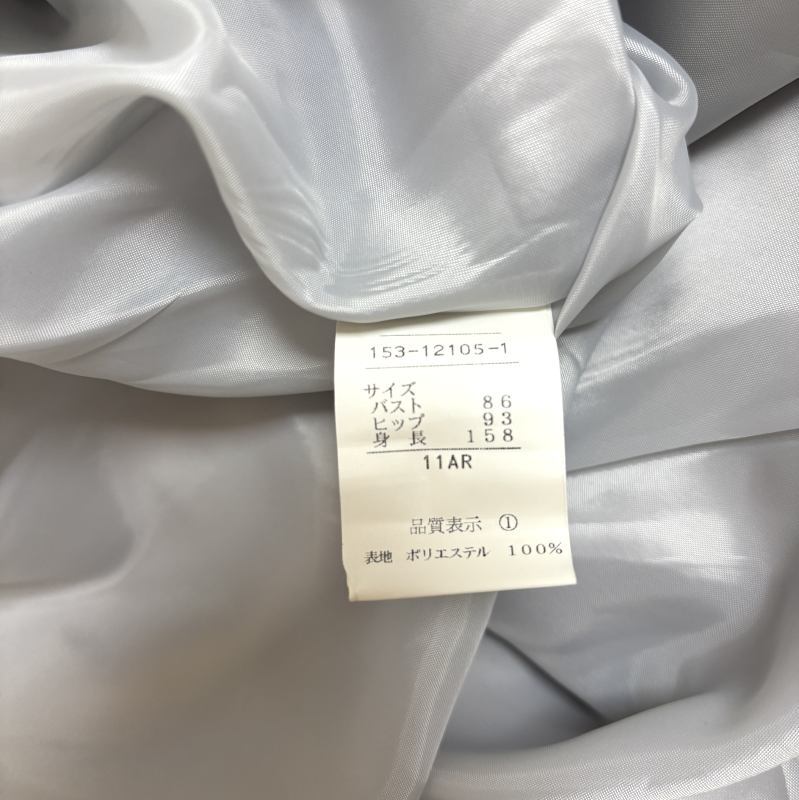 153-12105-1
サイズ
バスト 86
ヒップ 93
身長 158
11AR
品質表示 ①
表地 ポリエステル 100%